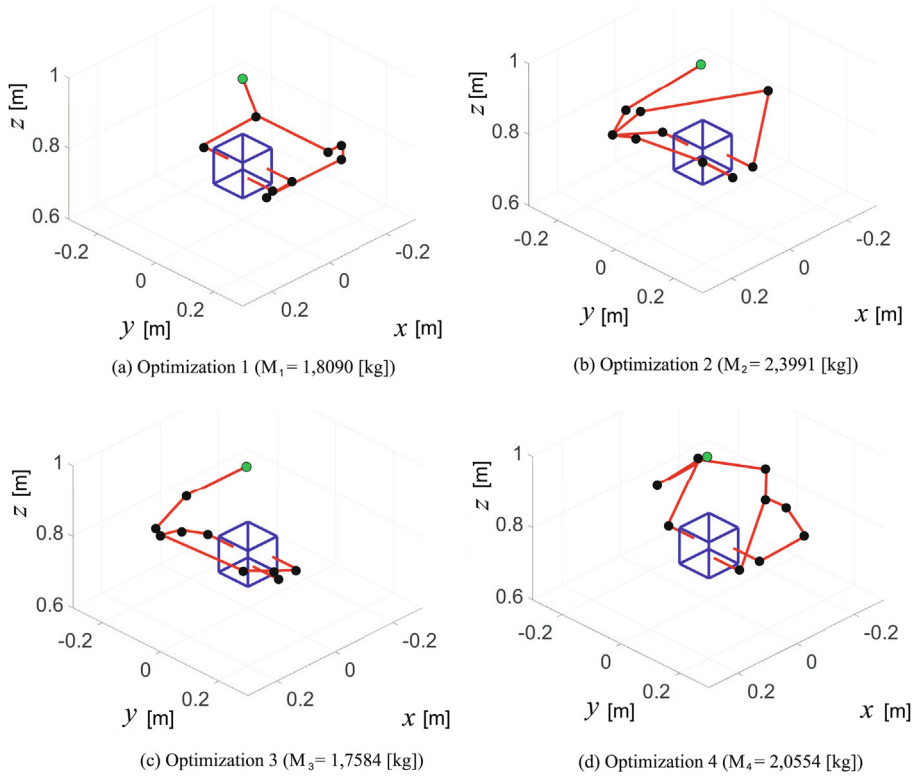 1
0.8
0.6
z [m]
-0.2
0
0.2
y [m]
0.2
0
-0.2
x [m]
(a) Optimization 1 (M₁ = 1,8090 [kg])
1
0.8
0.6
z [m]
-0.2
0
0.2
y [m]
0.2
0
-0.2
x [m]
(b) Optimization 2 (M₂ = 2,3991 [kg])
1
0.8
0.6
z [m]
-0.2
0
0.2
y [m]
0.2
0
-0.2
x [m]
(c) Optimization 3 (M₃ = 1,7584 [kg])
1
0.8
0.6
z [m]
-0.2
0
0.2
y [m]
0.2
0
-0.2
x [m]
(d) Optimization 4 (M₄ = 2,0554 [kg])